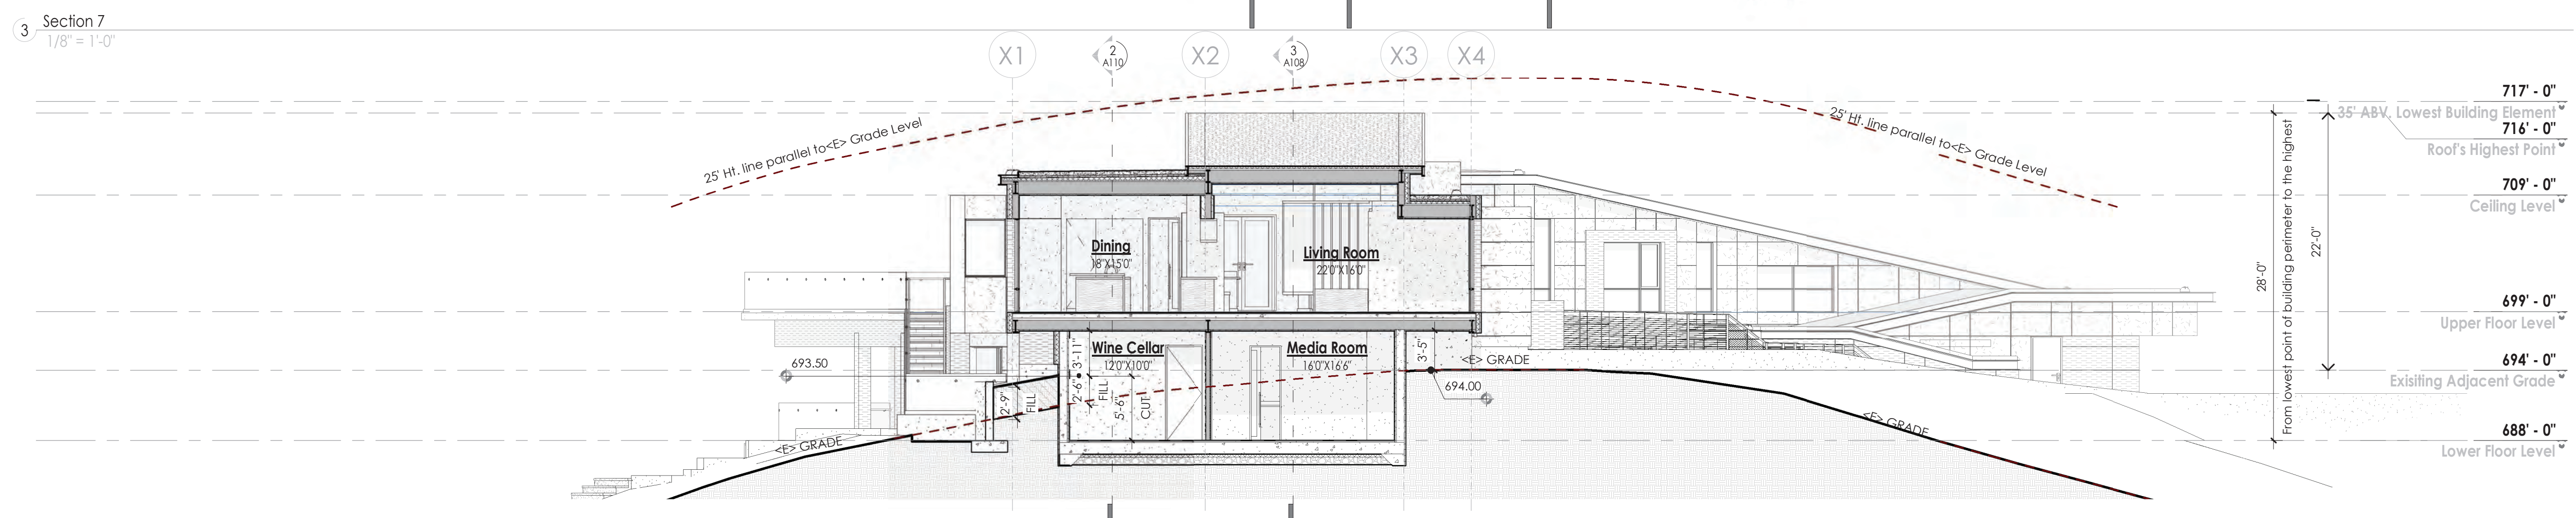 Section 7
3
1/8" = 1'-0"
X1
2
A110
X2
3
A108
X3
X4
717' - 0"
35' ABV. Lowest Building Element
716' - 0"
Roof's Highest Point
709' - 0"
Ceiling Level
699' - 0"
Upper Floor Level
694' - 0"
Exisiting Adjacent Grade
688' - 0"
Lower Floor Level
25' Ht. line parallel to<E> Grade Level
25' Ht. line parallel to<E> Grade Level
From lowest point of building perimeter to the highest
28'-0"
22'-0"
Dining
18'X15'0"
Living Room
22'0"X16'0"
Wine Cellar
12'0"X10'0"
Media Room
16'0"X16'6"
693.50
3'-11"
2'-6"
FILL
5'-6"
CUT
2'-9"
FILL
3'-5"
<E> GRADE
694.00
<E> GRADE
<E> GRADE